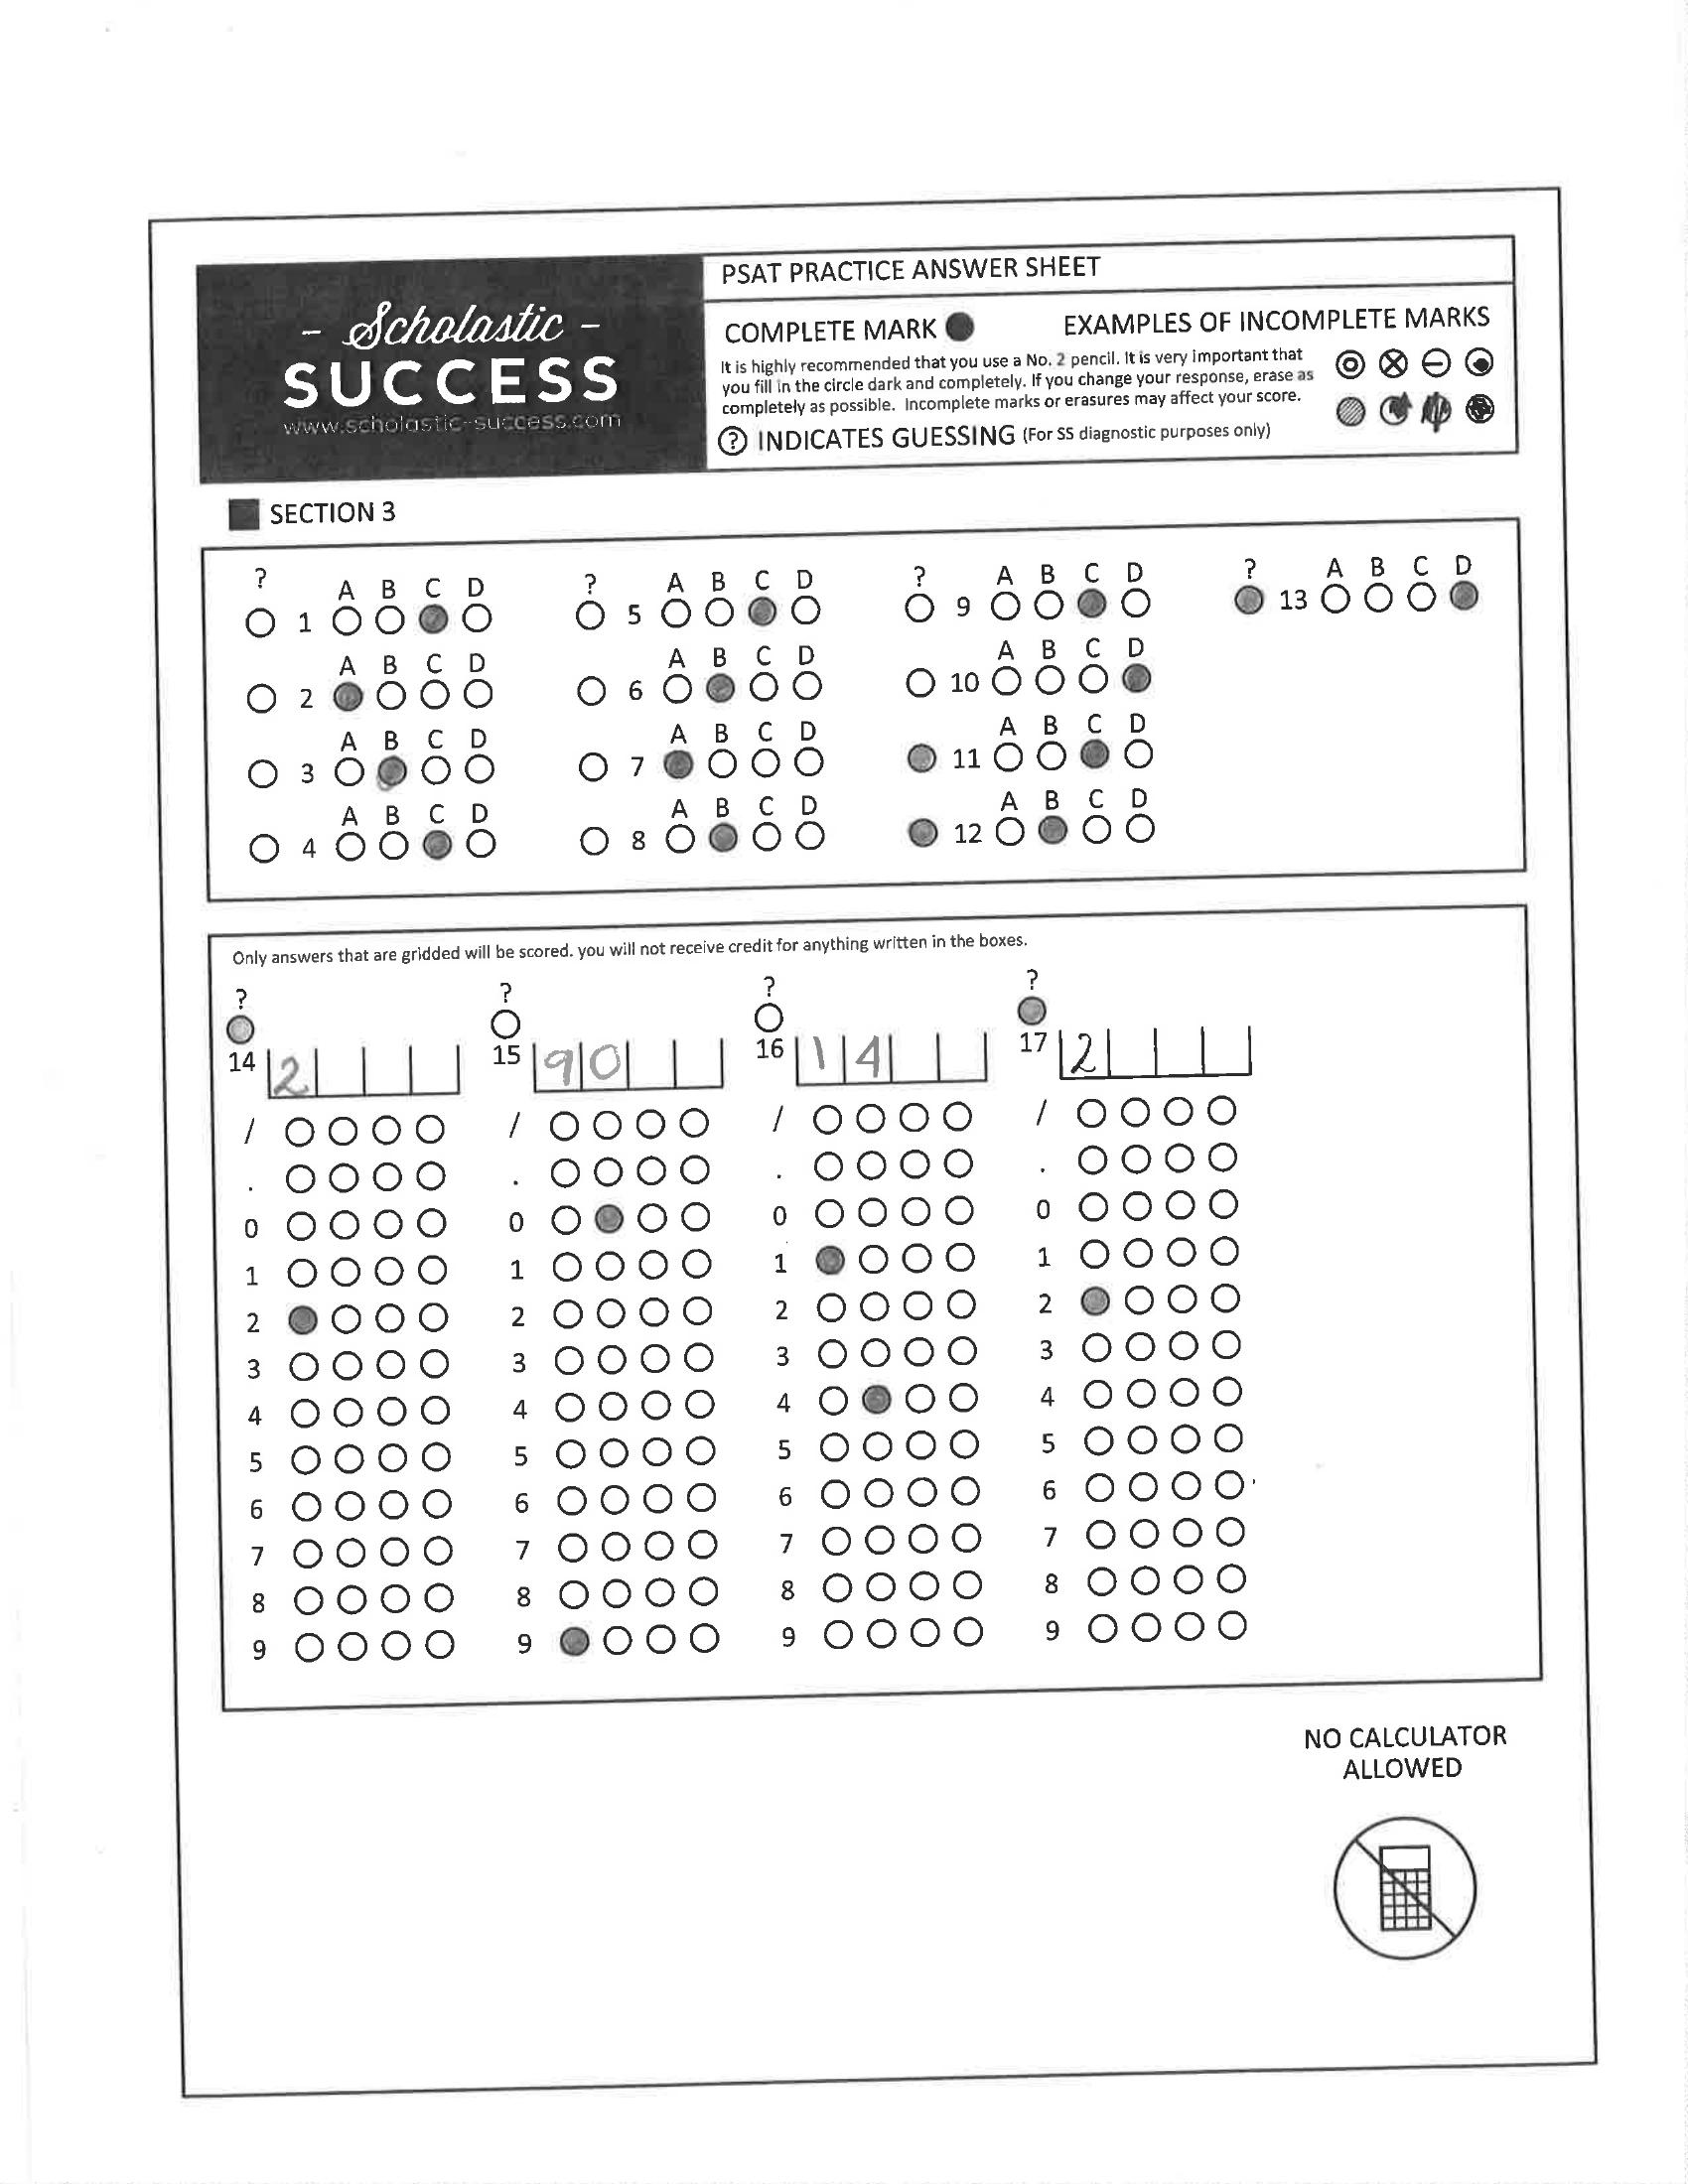 - Scholastic -
SUCCESS
www.scholastic-success.com
PSAT PRACTICE ANSWER SHEET
COMPLETE MARK
EXAMPLES OF INCOMPLETE MARKS
It is highly recommended that you use a No. 2 pencil. It is very important that
you fill in the circle dark and completely. If you change your response, erase as
completely as possible. Incomplete marks or erasures may affect your score.
? INDICATES GUESSING (For SS diagnostic purposes only)
SECTION 3
? A B C D ? A B C D ? A B C D ? A B C D
1 5 9 13
A B C D A B C D A B C D
2 6 10
A B C D A B C D A B C D
3 7 11
A B C D A B C D A B C D
4 8 12
Only answers that are gridded will be scored. you will not receive credit for anything written in the boxes.
? ? ? ?
14 2 15 90 16 14 17 2
/ / / /
. . . .
0 0 0 0
1 1 1 1
2 2 2 2
3 3 3 3
4 4 4 4
5 5 5 5
6 6 6 6
7 7 7 7
8 8 8 8
9 9 9 9
NO CALCULATOR
ALLOWED